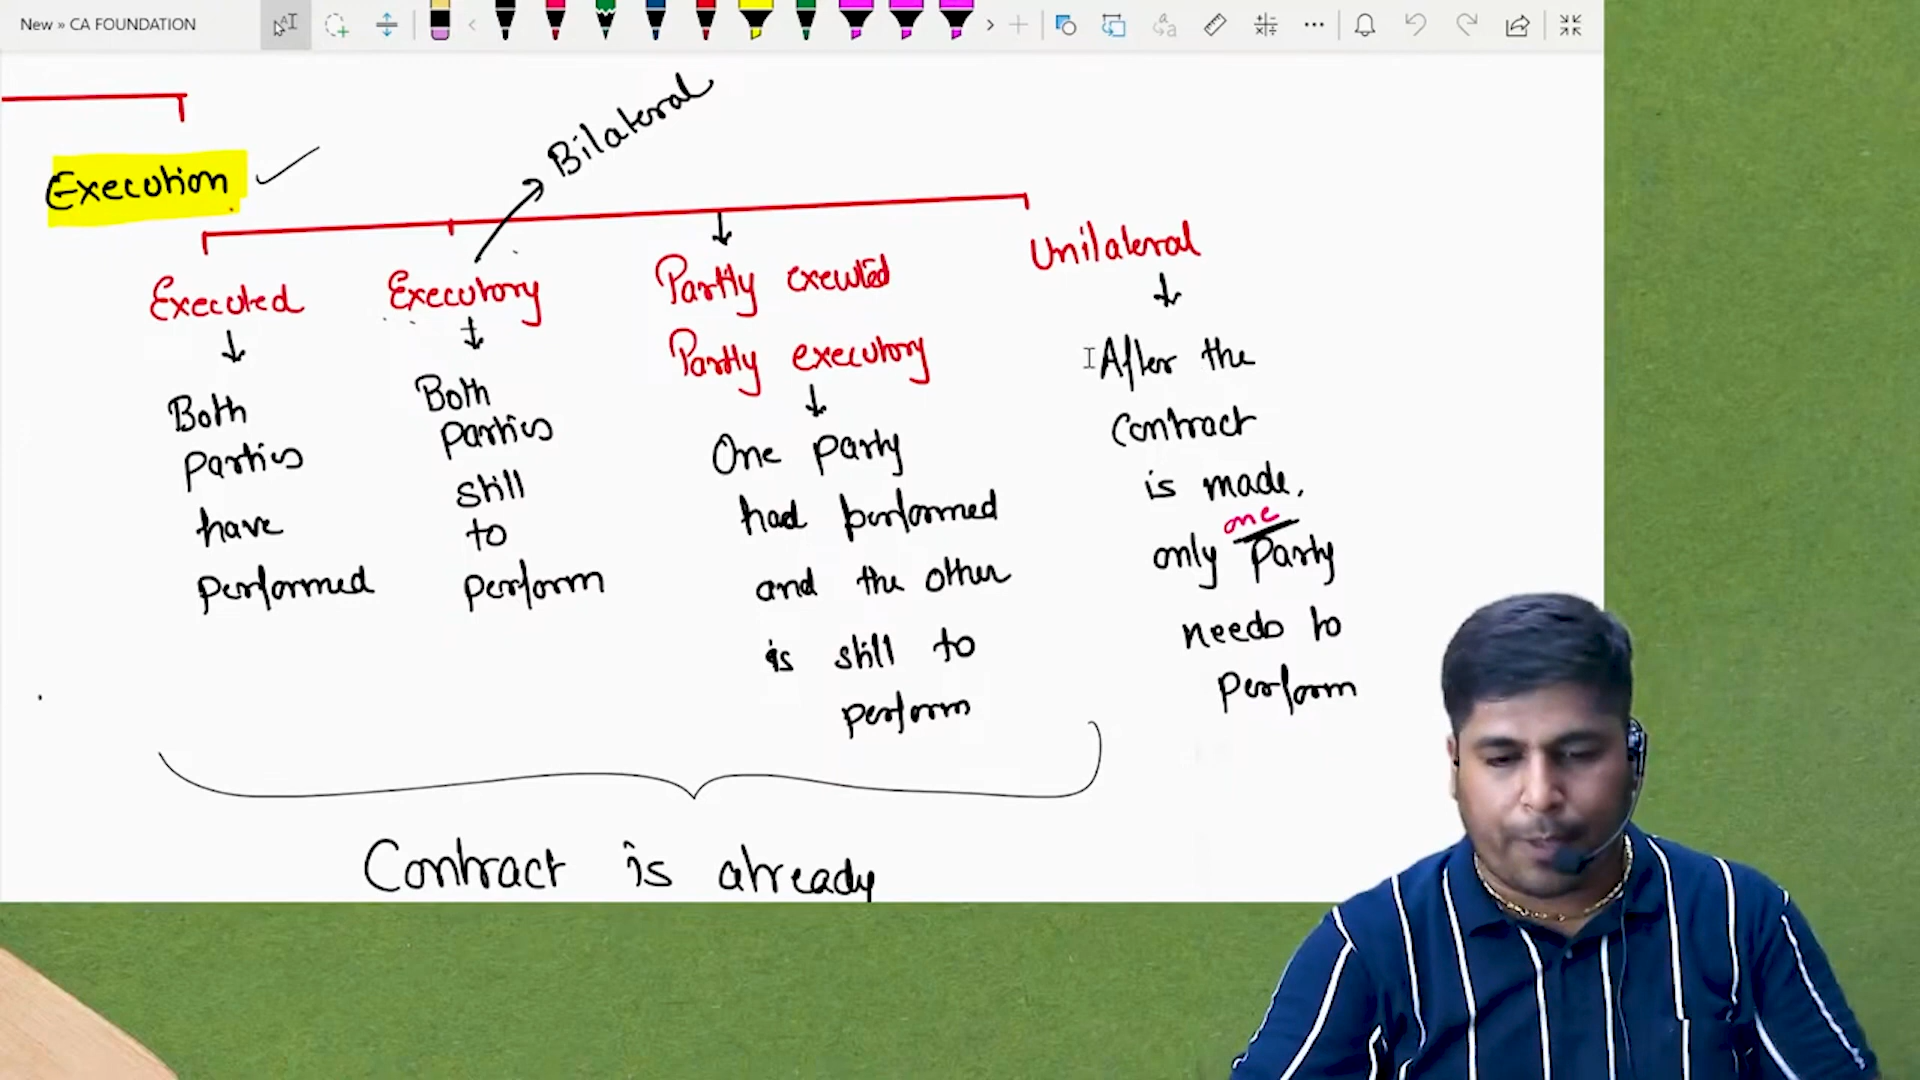 New » CA FOUNDATION
Bilateral
Execution
Executed
Both
Parties
have
Performed
Executory
Both
Parties
still
to
perform
Partly executed
Partly executory
One party
had performed
and the other
is still to
perform
Unilateral
After the
Contract
is made,
one
only Party
needs to
Perform
Contract is already